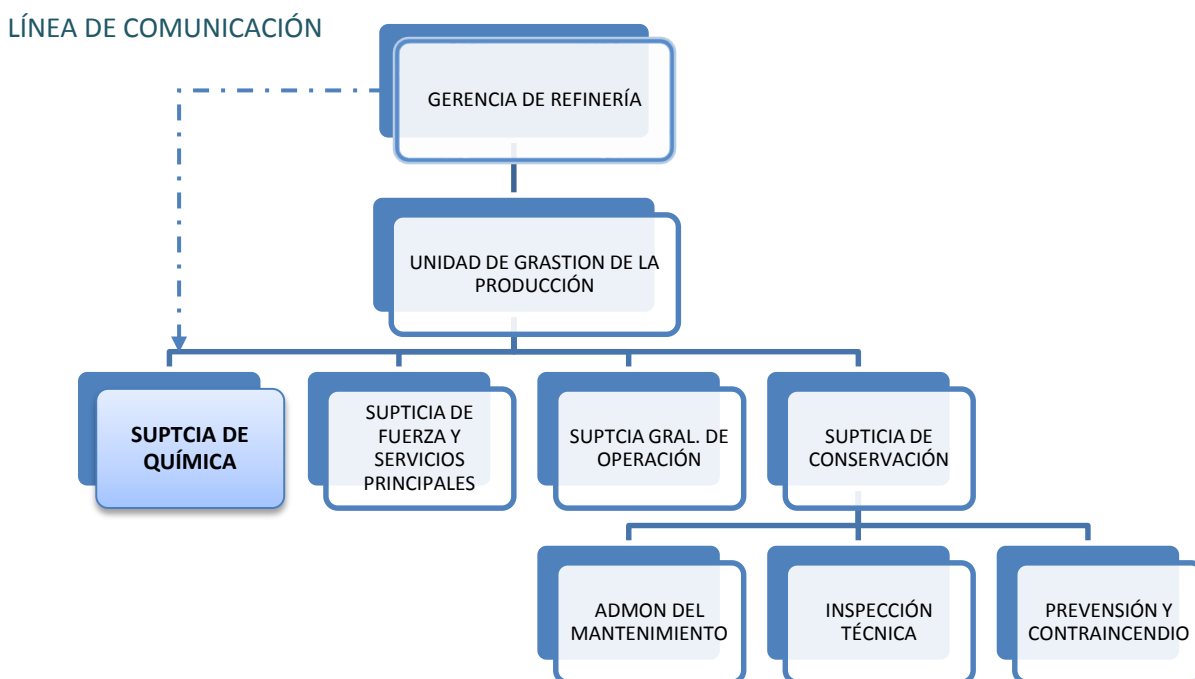 LÍNEA DE COMUNICACIÓN
GERENCIA DE REFINERÍA
UNIDAD DE GRASTION DE LA
PRODUCCIÓN
SUPTCIA DE
QUÍMICA
SUPTICIA DE
FUERZA Y
SERVICIOS
PRINCIPALES
SUPTCIA GRAL. DE
OPERACIÓN
SUPTICIA DE
CONSERVACIÓN
ADMON DEL
MANTENIMIENTO
INSPECCIÓN
TÉCNICA
PREVENSIÓN Y
CONTRAINCENDIO